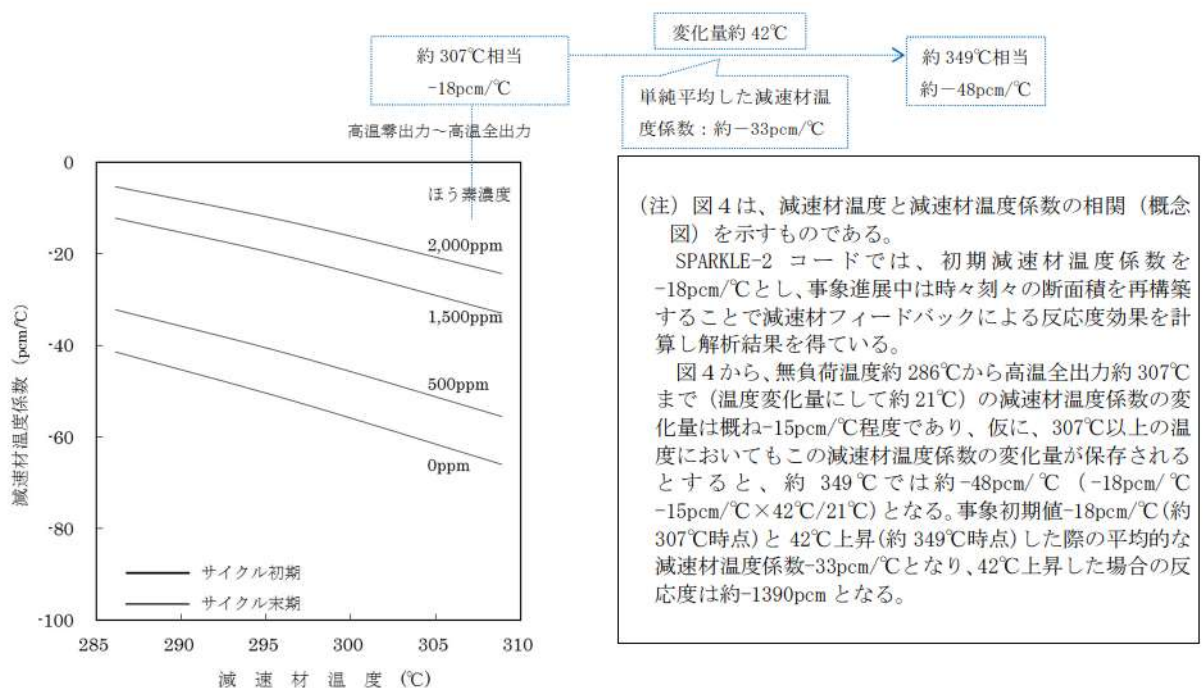 変化量約 42℃
約 307℃相当
-18pcm/℃
約 349℃相当
約－48pcm/℃
単純平均した減速材温
度係数：約－33pcm/℃
高温零出力～高温全出力
ほう素濃度
2,000ppm
1,500ppm
500ppm
0ppm
サイクル初期
サイクル末期
0
-20
-40
-60
-80
-100
285
290
295
300
305
310
減速材温度係数 (pcm/℃)
減 速 材 温 度 (℃)
（注）図４は、減速材温度と減速材温度係数の相関（概念
図）を示すものである。
SPARKLE-2 コードでは、初期減速材温度係数を
-18pcm/℃とし、事象進展中は時々刻々の断面積を再構築
することで減速材フィードバックによる反応度効果を計
算し解析結果を得ている。
図４から、無負荷温度約 286℃から高温全出力約 307℃
まで（温度変化量にして約 21℃）の減速材温度係数の変
化量は概ね-15pcm/℃程度であり、仮に、307℃以上の温
度においてもこの減速材温度係数の変化量が保存される
とすると、約 349℃では約-48pcm/℃（-18pcm/℃
-15pcm/℃×42℃/21℃）となる。事象初期値-18pcm/℃(約
307℃時点)と 42℃上昇(約 349℃時点)した際の平均的な
減速材温度係数-33pcm/℃となり、42℃上昇した場合の反
応度は約-1390pcm となる。